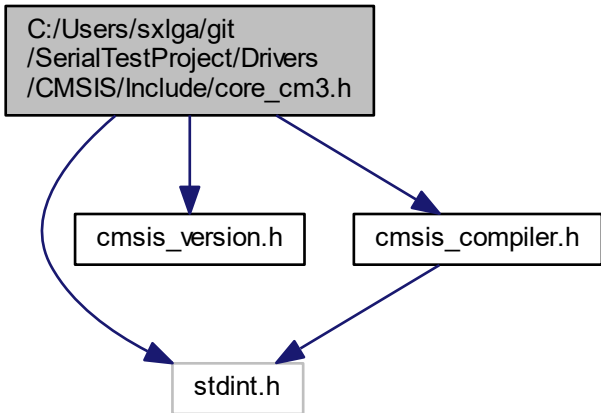 C:/Users/sxlga/git
/SerialTestProject/Drivers
/CMSIS/Include/core_cm3.h
cmsis_version.h
cmsis_compiler.h
stdint.h